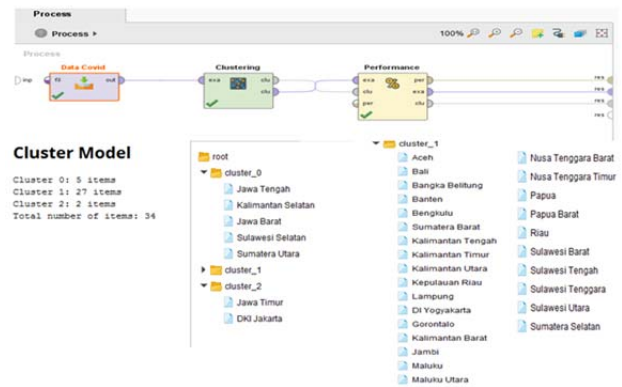 Process
Process
100%
Process
Data Covid
Clustering
Performance
inp
fil
out
exa
clu
clu
exa
clu
per
per
exa
clu
res
res
res
res
Cluster Model
Cluster 0: 5 items
Cluster 1: 27 items
Cluster 2: 2 items
Total number of items: 34
root
cluster_0
Jawa Tengah
Kalimantan Selatan
Jawa Barat
Sulawesi Selatan
Sumatera Utara
cluster_1
cluster_2
Jawa Timur
DKI Jakarta
cluster_1
Aceh
Bali
Bangka Belitung
Banten
Bengkulu
Sumatera Barat
Kalimantan Tengah
Kalimantan Timur
Kalimantan Utara
Kepulauan Riau
Lampung
DI Yogyakarta
Gorontalo
Kalimantan Barat
Jambi
Maluku
Maluku Utara
Nusa Tenggara Barat
Nusa Tenggara Timur
Papua
Papua Barat
Riau
Sulawesi Barat
Sulawesi Tengah
Sulawesi Tenggara
Sulawesi Utara
Sumatera Selatan